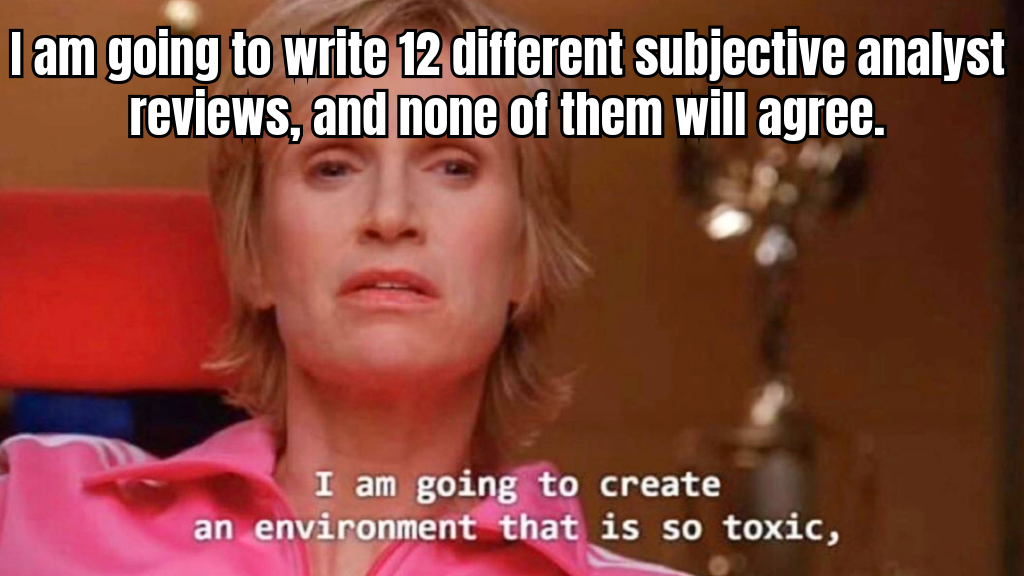 I am going to write 12 different subjective analyst
reviews, and none of them will agree.
I am going to create
an environment that is so toxic,